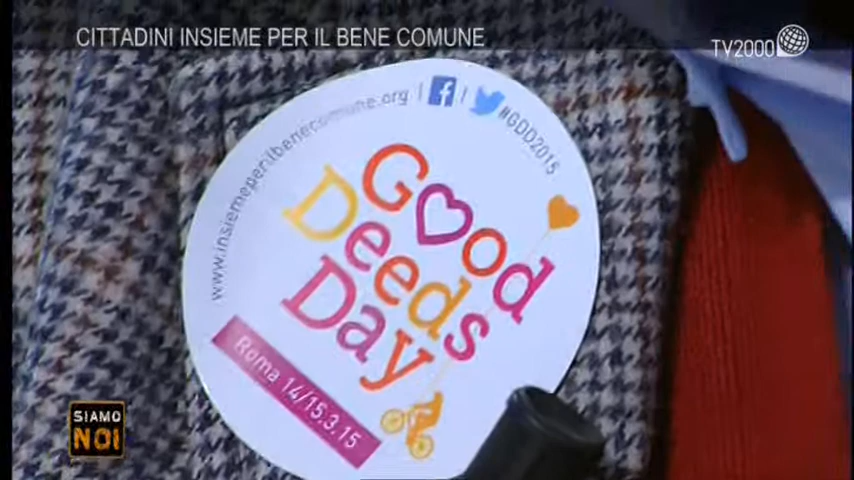 CITTADINI INSIEME PER IL BENE COMUNE
TV2000
www.insiemeperilbenecomune.org | f | #GDD2015
Good
Deeds
Day
Roma 14/15.3.15
SIAMO
NOI